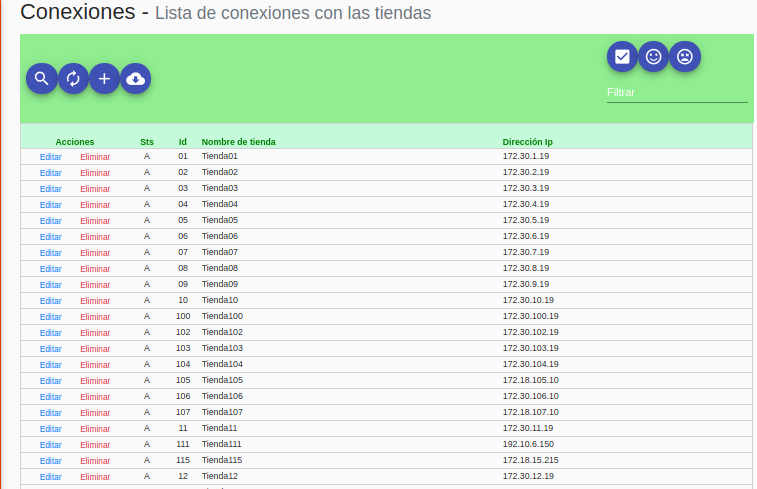 Conexiones - Lista de conexiones con las tiendas
Filtrar
Acciones Sts Id Nombre de tienda Dirección Ip
Editar Eliminar A 01 Tienda01 172.30.1.19
Editar Eliminar A 02 Tienda02 172.30.2.19
Editar Eliminar A 03 Tienda03 172.30.3.19
Editar Eliminar A 04 Tienda04 172.30.4.19
Editar Eliminar A 05 Tienda05 172.30.5.19
Editar Eliminar A 06 Tienda06 172.30.6.19
Editar Eliminar A 07 Tienda07 172.30.7.19
Editar Eliminar A 08 Tienda08 172.30.8.19
Editar Eliminar A 09 Tienda09 172.30.9.19
Editar Eliminar A 10 Tienda10 172.30.10.19
Editar Eliminar A 100 Tienda100 172.30.100.19
Editar Eliminar A 102 Tienda102 172.30.102.19
Editar Eliminar A 103 Tienda103 172.30.103.19
Editar Eliminar A 104 Tienda104 172.30.104.19
Editar Eliminar A 105 Tienda105 172.18.105.10
Editar Eliminar A 106 Tienda106 172.30.106.10
Editar Eliminar A 107 Tienda107 172.18.107.10
Editar Eliminar A 11 Tienda11 172.30.11.19
Editar Eliminar A 111 Tienda111 192.10.6.150
Editar Eliminar A 115 Tienda115 172.18.15.215
Editar Eliminar A 12 Tienda12 172.30.12.19